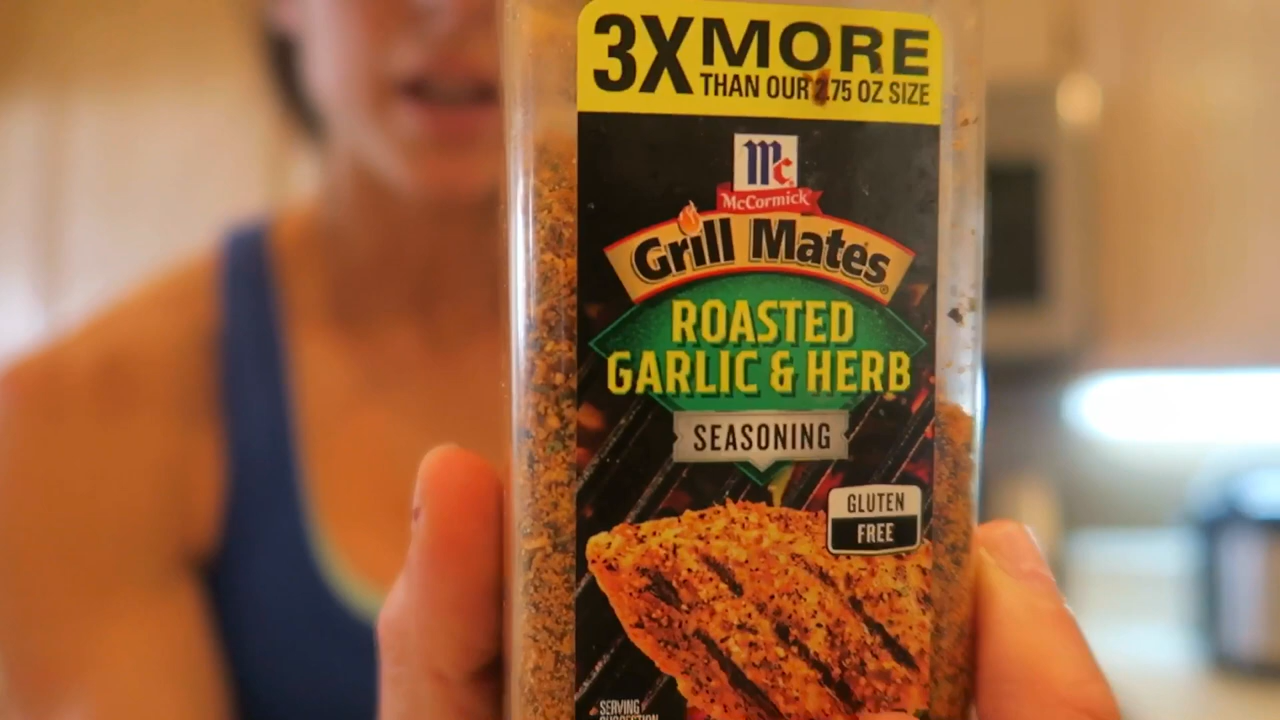 3X MORE
THAN OUR 2.75 OZ SIZE
Mc
McCormick
Grill Mates
ROASTED
GARLIC & HERB
SEASONING
GLUTEN
FREE
SERVING
SUGGESTION